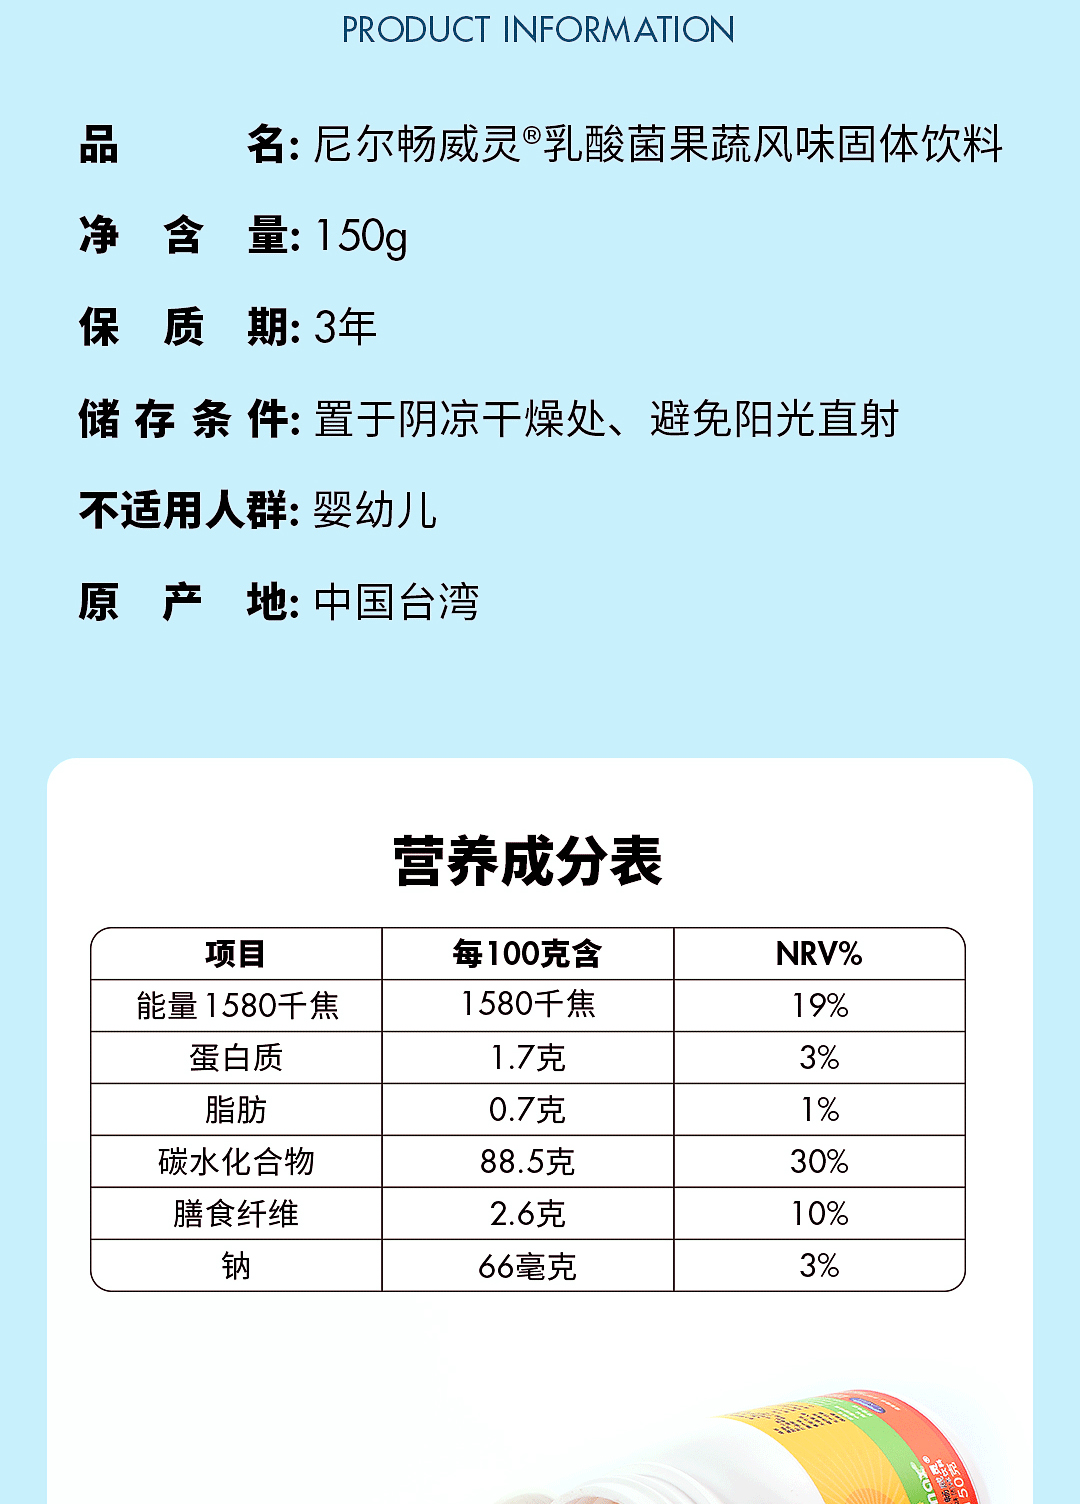 PRODUCT INFORMATION
品 名: 尼尔畅威灵®乳酸菌果蔬风味固体饮料
净 含 量: 150g
保 质 期: 3年
储 存 条 件: 置于阴凉干燥处、避免阳光直射
不适用人群: 婴幼儿
原 产 地: 中国台湾
营养成分表
项目 每100克含 NRV%
能量1580千焦 1580千焦 19%
蛋白质 1.7克 3%
脂肪 0.7克 1%
碳水化合物 88.5克 30%
膳食纤维 2.6克 10%
钠 66毫克 3%